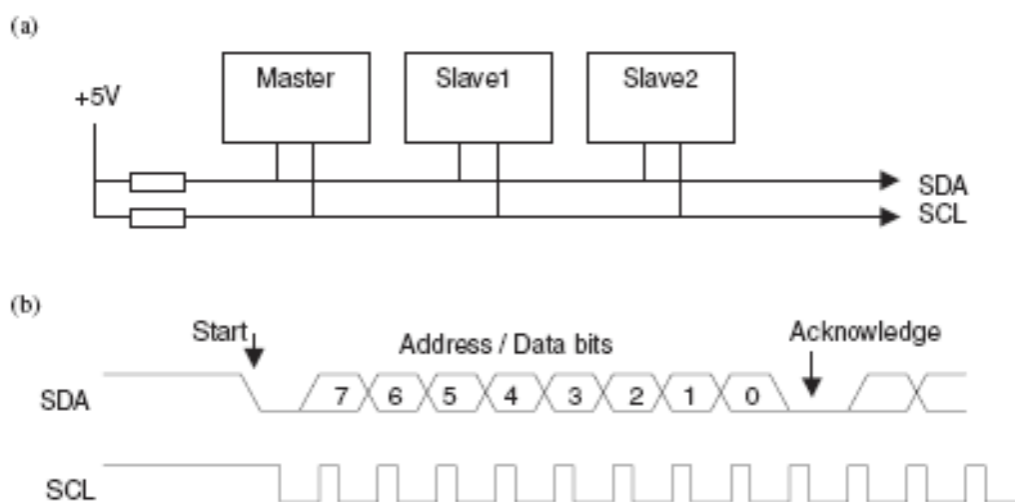 (a)
Master
Slave1
Slave2
+5V
SDA
SCL
(b)
Start
Address / Data bits
Acknowledge
SDA
7 6 5 4 3 2 1 0
SCL